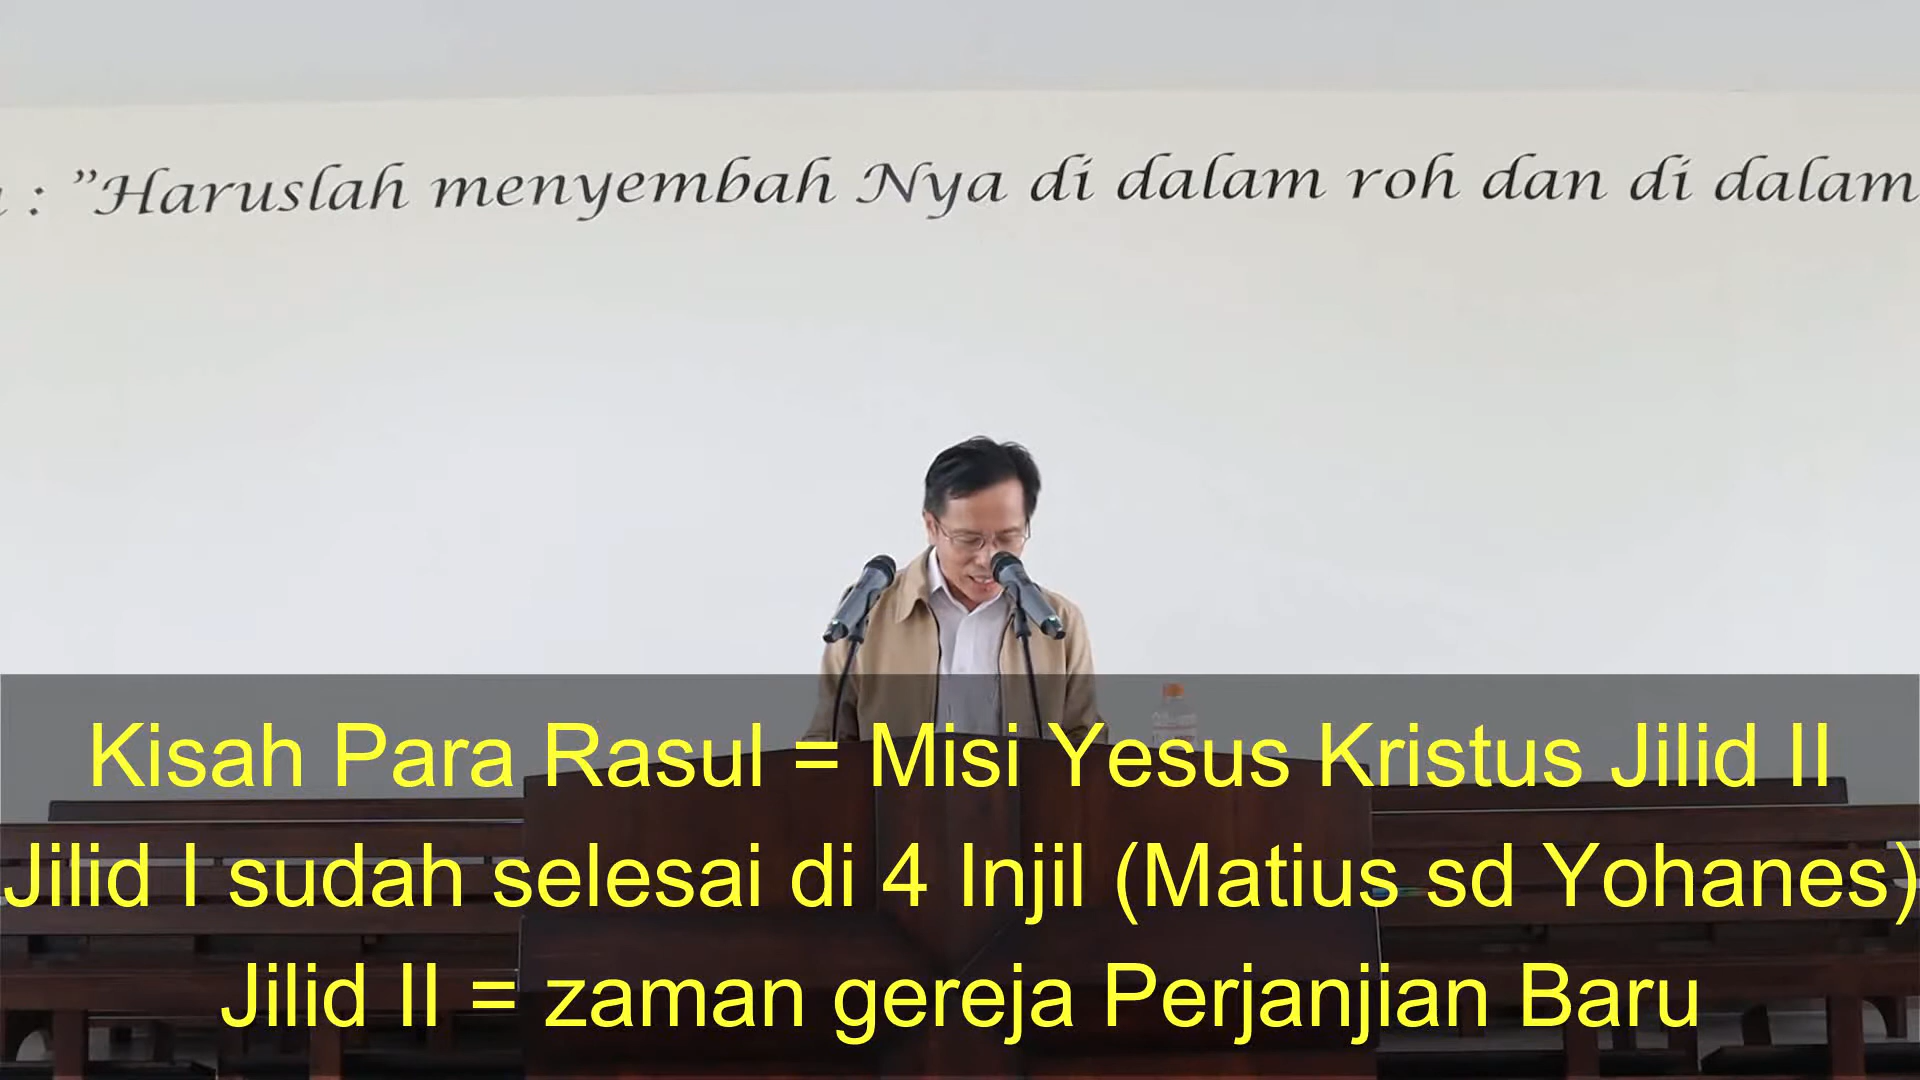 : "Haruslah menyembah Nya di dalam roh dan di dalam
Kisah Para Rasul = Misi Yesus Kristus Jilid II
Jilid I sudah selesai di 4 Injil (Matius sd Yohanes)
Jilid II = zaman gereja Perjanjian Baru